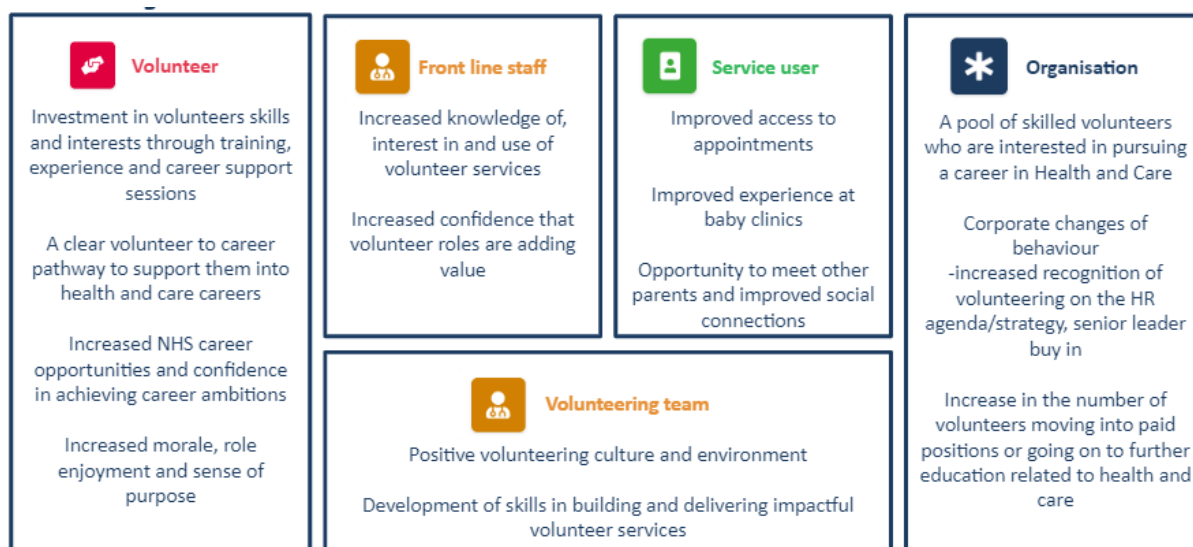 Volunteer
Investment in volunteers skills
and interests through training,
experience and career support
sessions
A clear volunteer to career
pathway to support them into
health and care careers
Increased NHS career
opportunities and confidence
in achieving career ambitions
Increased morale, role
enjoyment and sense of
purpose
Front line staff
Increased knowledge of,
interest in and use of
volunteer services
Increased confidence that
volunteer roles are adding
value
Service user
Improved access to
appointments
Improved experience at
baby clinics
Opportunity to meet other
parents and improved social
connections
Organisation
A pool of skilled volunteers
who are interested in pursuing
a career in Health and Care
Corporate changes of
behaviour
-increased recognition of
volunteering on the HR
agenda/strategy, senior leader
buy in
Increase in the number of
volunteers moving into paid
positions or going on to further
education related to health and
care
Volunteering team
Positive volunteering culture and environment
Development of skills in building and delivering impactful
volunteer services